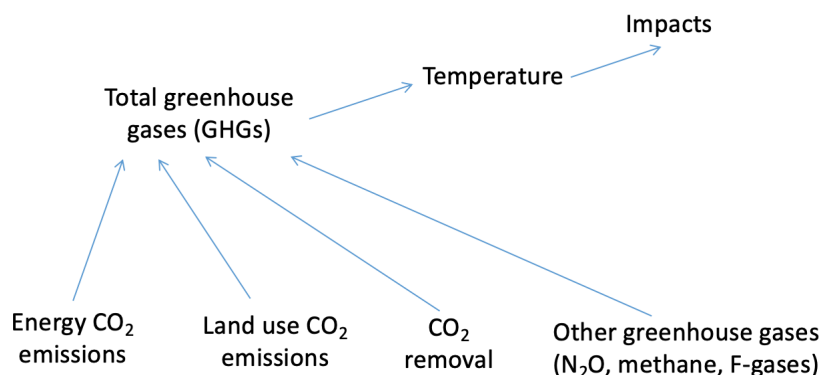 Impacts
Temperature
Total greenhouse
gases (GHGs)
Energy CO₂
emissions
Land use CO₂
emissions
CO₂
removal
Other greenhouse gases
(N₂O, methane, F-gases)